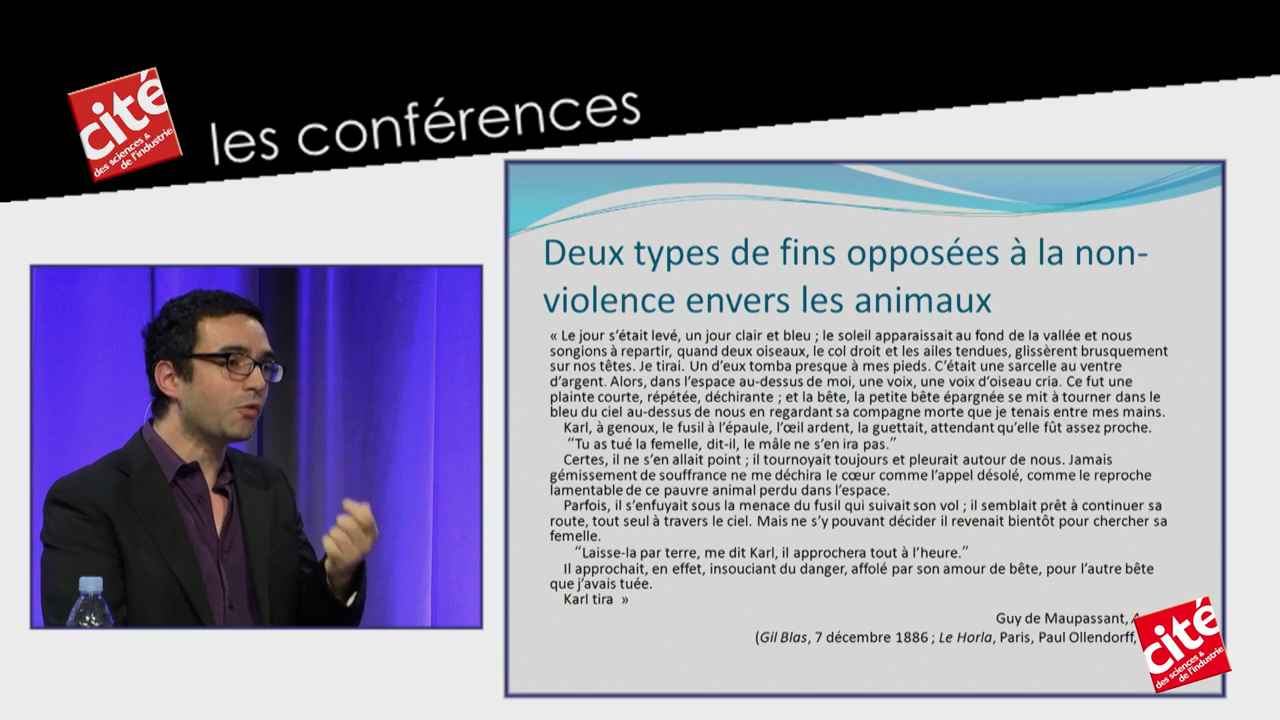 cité
des sciences &
de l'industrie
les conférences
Deux types de fins opposées à la non-
violence envers les animaux
« Le jour s'était levé, un jour clair et bleu ; le soleil apparaissait au fond de la vallée et nous
songions à repartir, quand deux oiseaux, le col droit et les ailes tendues, glissèrent brusquement
sur nos têtes. Je tirai. Un d'eux tomba presque à mes pieds. C'était une sarcelle au ventre
d'argent. Alors, dans l'espace au-dessus de moi, une voix, une voix d'oiseau cria. Ce fut une
plainte courte, répétée, déchirante ; et la bête, la petite bête épargnée se mit à tourner dans le
bleu du ciel au-dessus de nous en regardant sa compagne morte que je tenais entre mes mains.
Karl, à genoux, le fusil à l'épaule, l'œil ardent, la guettait, attendant qu'elle fût assez proche.
“Tu as tué la femelle, dit-il, le mâle ne s'en ira pas.”
Certes, il ne s'en allait point ; il tournoyait toujours et pleurait autour de nous. Jamais
gémissement de souffrance ne me déchira le cœur comme l'appel désolé, comme le reproche
lamentable de ce pauvre animal perdu dans l'espace.
Parfois, il s'enfuyait sous la menace du fusil qui suivait son vol ; il semblait prêt à continuer sa
route, tout seul à travers le ciel. Mais ne s'y pouvant décider il revenait bientôt pour chercher sa
femelle.
“Laisse-la par terre, me dit Karl, il approchera tout à l'heure.”
Il approchait, en effet, insouciant du danger, affolé par son amour de bête, pour l'autre bête
que j'avais tuée.
Karl tira »
Guy de Maupassant,
(Gil Blas, 7 décembre 1886 ; Le Horla, Paris, Paul Ollendorff,
cité
des sciences &
de l'industrie